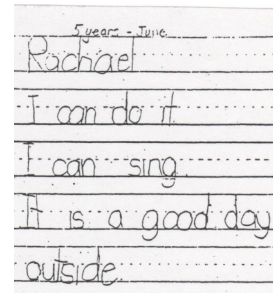 5 years - June
Rachael
I can do it
I can sing.
It is a good day
outside.